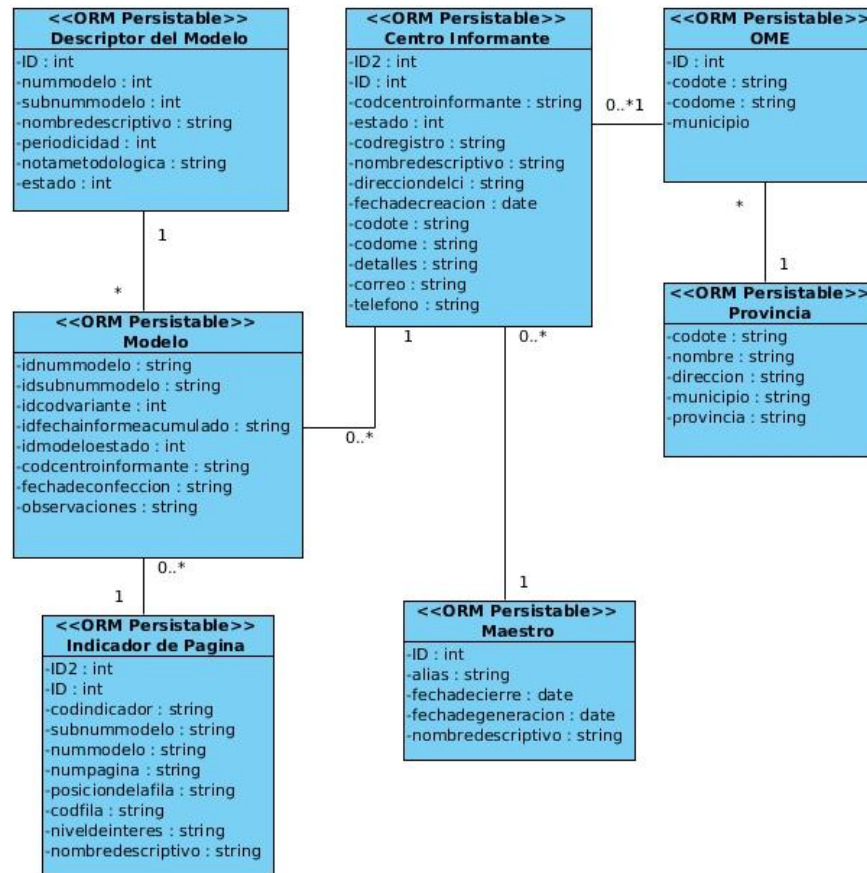 <<ORM Persistable>>
Descriptor del Modelo
-ID : int
-nummodelo : int
-subnummodelo : int
-nombredescriptivo : string
-periodicidad : int
-notametodologica : string
-estado : int
<<ORM Persistable>>
Centro Informante
-ID2 : int
-ID : int
-codcentroinformante : string
-estado : int
-codregistro : string
-nombredescriptivo : string
-direcciondelci : string
-fechadecreacion : date
-codote : string
-codome : string
-detalles : string
-correo : string
-telefono : string
<<ORM Persistable>>
OME
-ID : int
-codote : string
-codome : string
-municipio
0..*1
*
1
1
*
<<ORM Persistable>>
Provincia
-codote : string
-nombre : string
-direccion : string
-municipio : string
-provincia : string
<<ORM Persistable>>
Modelo
-idnummodelo : string
-idsubnummodelo : string
-idcodvariante : int
-idfechainformeacumulado : string
-idmodeloestado : int
-codcentroinformante : string
-fechadeconfeccion : string
-observaciones : string
1
0..*
0..*
1
0..*
1
<<ORM Persistable>>
Indicador de Pagina
-ID2 : int
-ID : int
-codindicador : string
-subnummodelo : string
-nummodelo : string
-numpagina : string
-posiciondelafila : string
-codfila : string
-niveldeinteres : string
-nombredescriptivo : string
<<ORM Persistable>>
Maestro
-ID : int
-alias : string
-fechadecierre : date
-fechadegeneracion : date
-nombredescriptivo : string